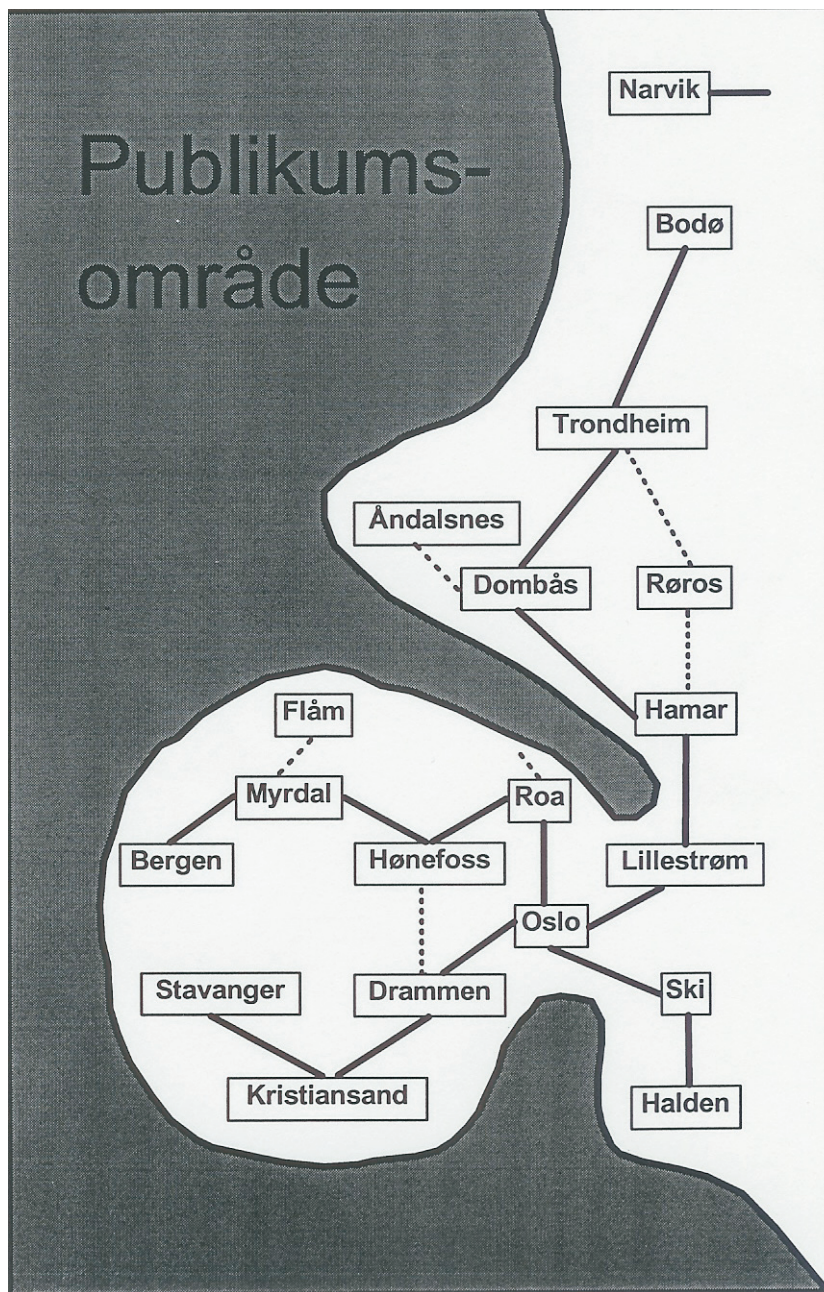 Publikums-
område
Narvik
Bodø
Trondheim
Åndalsnes
Dombås
Røros
Hamar
Flåm
Myrdal
Roa
Bergen
Hønefoss
Lillestrøm
Oslo
Stavanger
Drammen
Ski
Kristiansand
Halden